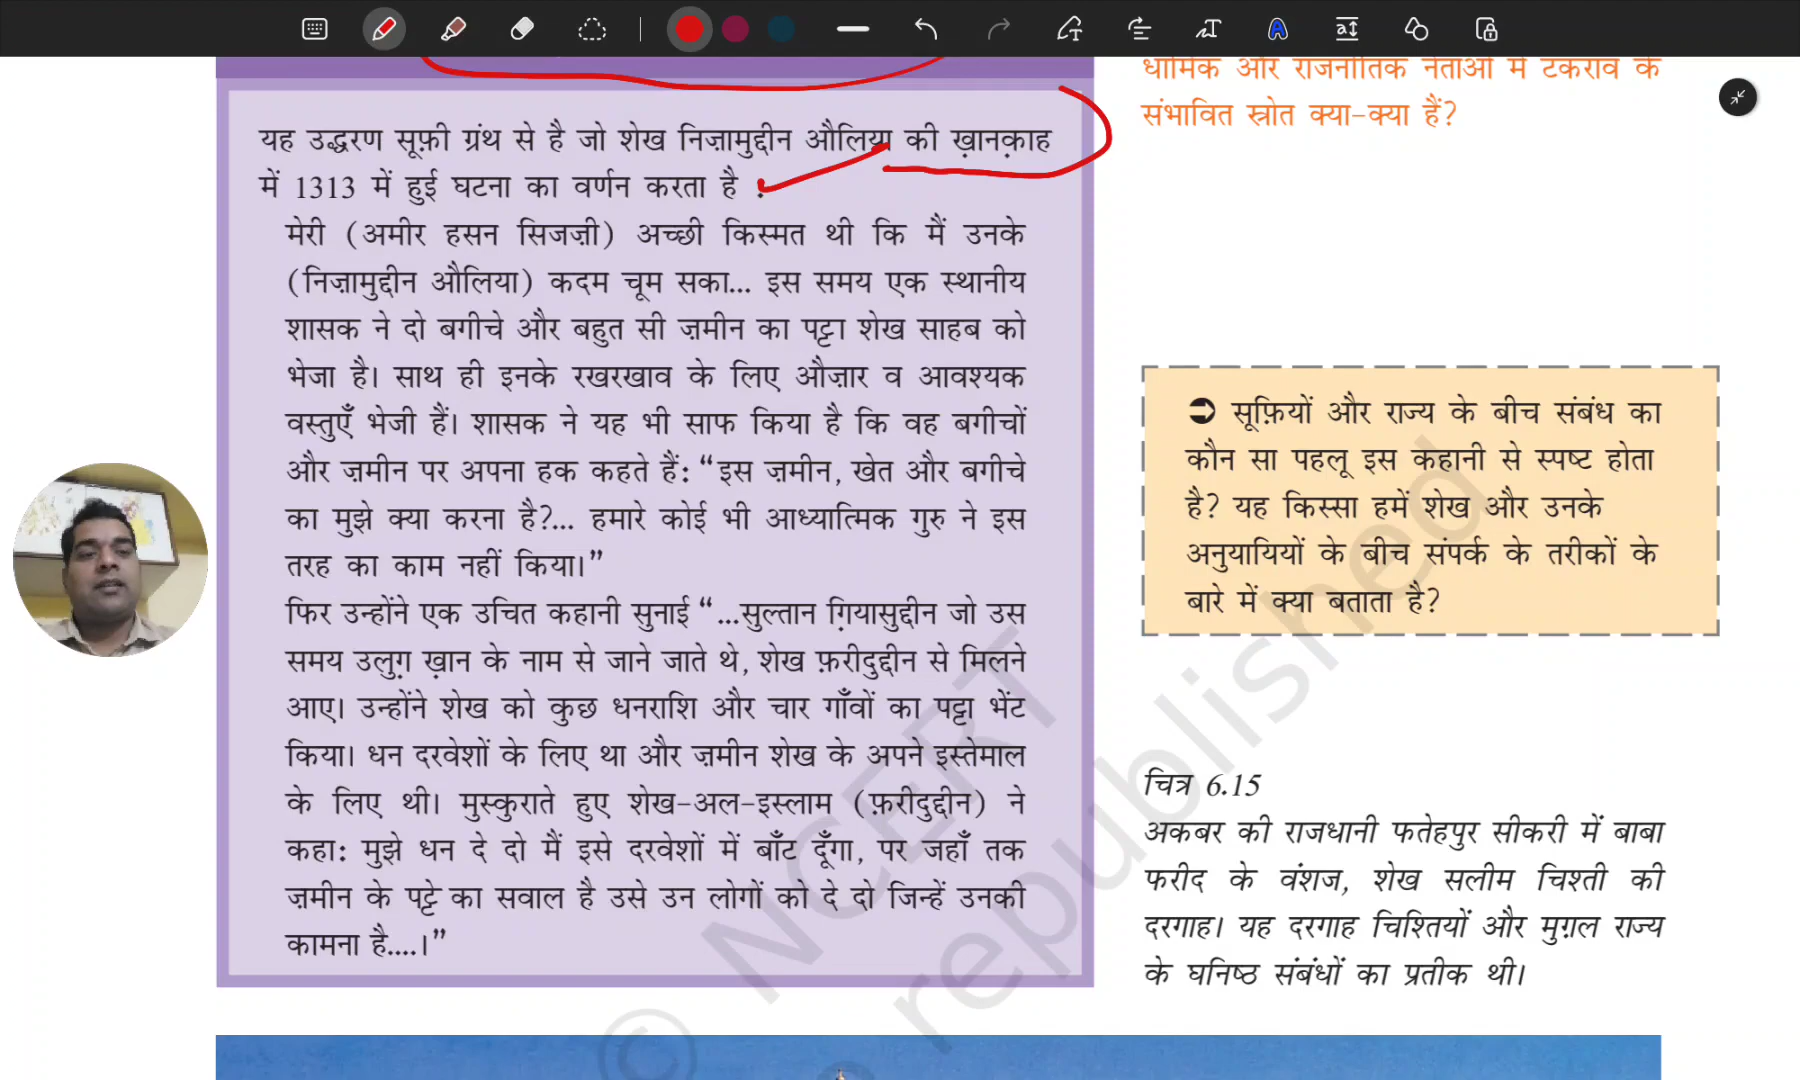 यह उद्धरण सूफ़ी ग्रंथ से है जो शेख निज़ामुद्दीन औलिया की ख़ानक़ाह
में 1313 में हुई घटना का वर्णन करता है :
मेरी (अमीर हसन सिजज़ी) अच्छी किस्मत थी कि मैं उनके
(निज़ामुद्दीन औलिया) कदम चूम सका... इस समय एक स्थानीय
शासक ने दो बगीचे और बहुत सी ज़मीन का पट्टा शेख साहब को
भेजा है। साथ ही इनके रखरखाव के लिए औज़ार व आवश्यक
वस्तुएँ भेजी हैं। शासक ने यह भी साफ किया है कि वह बगीचों
और ज़मीन पर अपना हक कहते हैं: “इस ज़मीन, खेत और बगीचे
का मुझे क्या करना है?... हमारे कोई भी आध्यात्मिक गुरु ने इस
तरह का काम नहीं किया।”
फिर उन्होंने एक उचित कहानी सुनाई “...सुल्तान ग़ियासुद्दीन जो उस
समय उलुग़ ख़ान के नाम से जाने जाते थे, शेख फ़रीदुद्दीन से मिलने
आए। उन्होंने शेख को कुछ धनराशि और चार गाँवों का पट्टा भेंट
किया। धन दरवेशों के लिए था और ज़मीन शेख के अपने इस्तेमाल
के लिए थी। मुस्कुराते हुए शेख-अल-इस्लाम (फ़रीदुद्दीन) ने
कहा: मुझे धन दे दो मैं इसे दरवेशों में बाँट दूँगा, पर जहाँ तक
ज़मीन के पट्टे का सवाल है उसे उन लोगों को दे दो जिन्हें उनकी
कामना है....।”
धार्मिक और राजनीतिक नेताओं में टकराव के
संभावित स्रोत क्या-क्या हैं?
➲ सूफ़ियों और राज्य के बीच संबंध का
कौन सा पहलू इस कहानी से स्पष्ट होता
है? यह किस्सा हमें शेख और उनके
अनुयायियों के बीच संपर्क के तरीकों के
बारे में क्या बताता है?
चित्र 6.15
अकबर की राजधानी फतेहपुर सीकरी में बाबा
फरीद के वंशज, शेख सलीम चिश्ती की
दरगाह। यह दरगाह चिश्तियों और मुग़ल राज्य
के घनिष्ठ संबंधों का प्रतीक थी।
© NCERT
republished